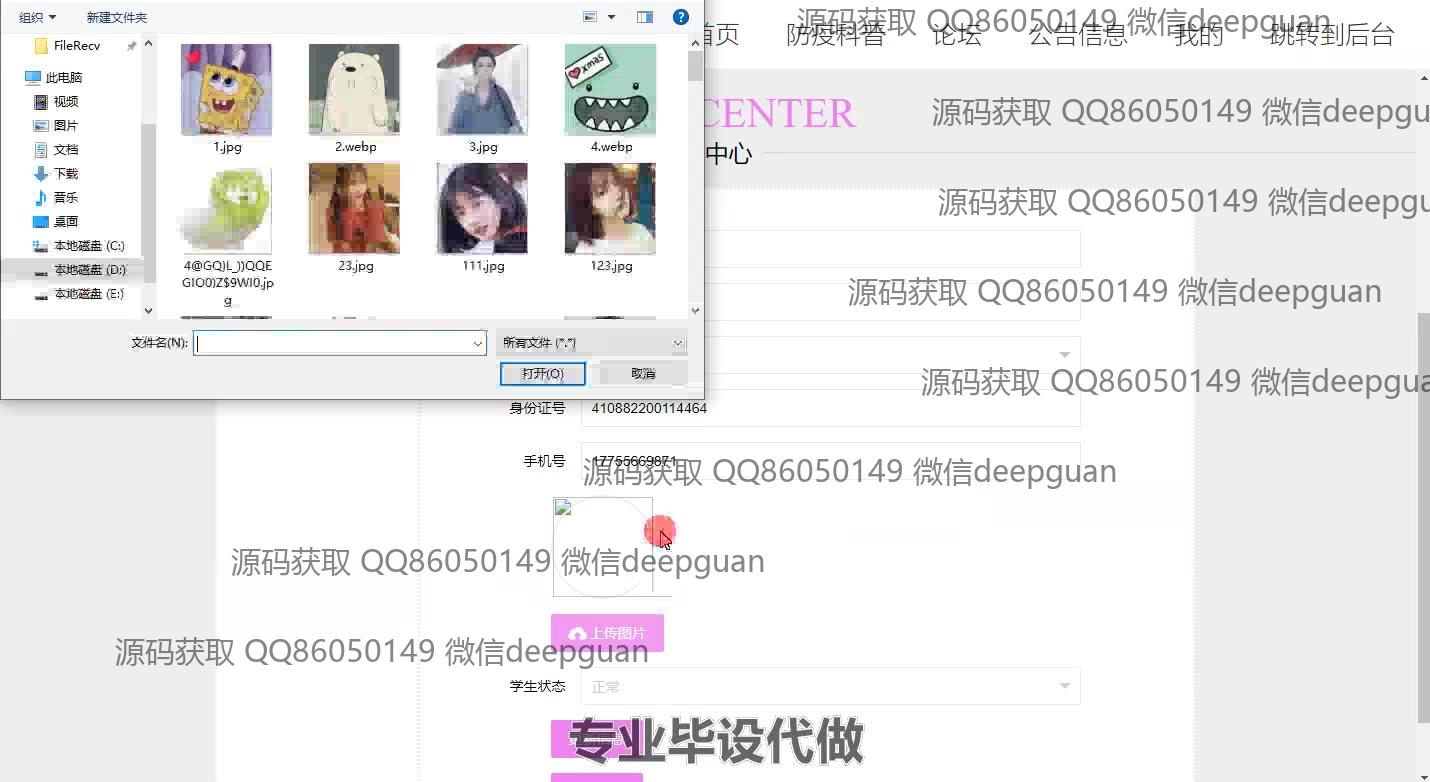 组织
新建文件夹
首页
防疫科普
论坛
公告信息
我的
跳转到后台
源码获取 QQ86050149 微信deepguan
FileRecv
此电脑
视频
图片
文档
下载
音乐
桌面
本地磁盘 (C:)
本地磁盘 (D:)
本地磁盘 (E:)
xmas
1.jpg
2.webp
3.jpg
4.webp
23.jpg
111.jpg
123.jpg
CENTER
源码获取 QQ86050149 微信deepgu
中心
源码获取 QQ86050149 微信deepgu
源码获取 QQ86050149 微信deepguan
文件名(N):
所有文件 (*.*)
打开(O)
取消
源码获取 QQ86050149 微信deepgua
身份证号
410882200114464
手机号
17755669871
源码获取 QQ86050149 微信deepguan
源码获取 QQ86050149 微信deepguan
上传图片
源码获取 QQ86050149 微信deepguan
学生状态
正常
专业毕设代做